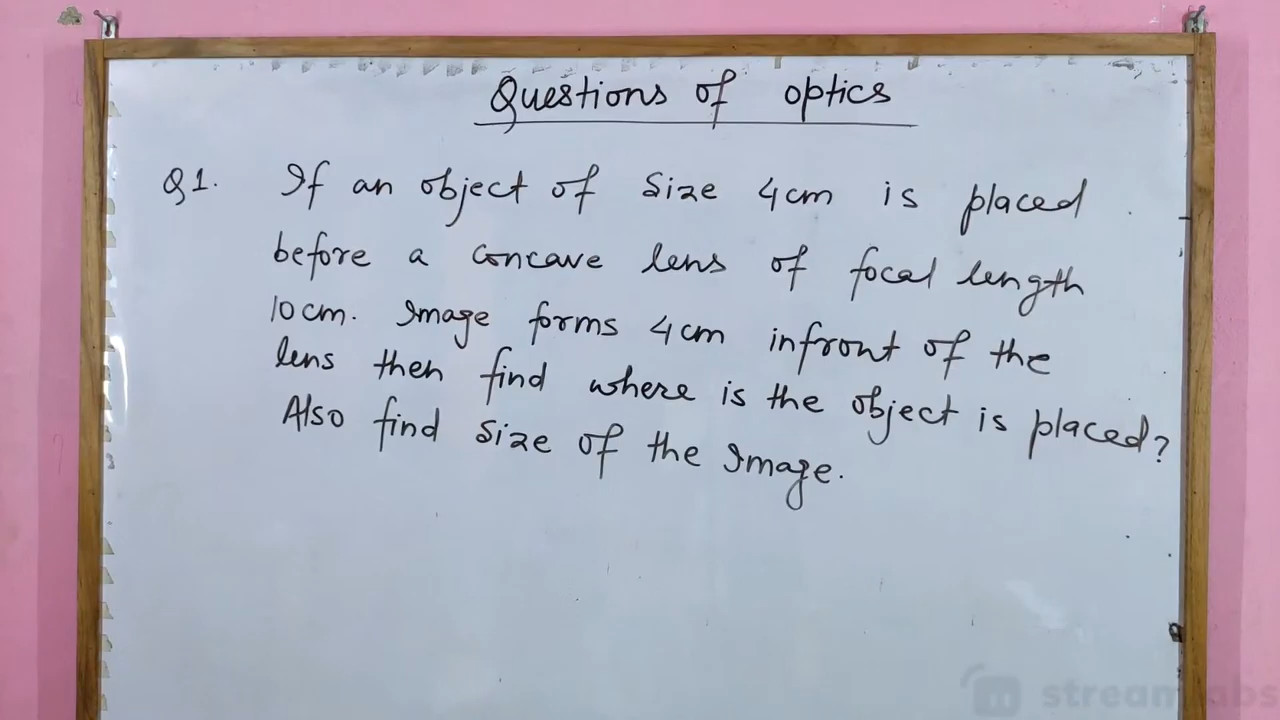 Questions of optics
Q1. If an object of size 4cm is placed
before a concave lens of focal length
10cm. Image forms 4cm infront of the
lens then find where is the object is placed?
Also find size of the Image.
streamlabs